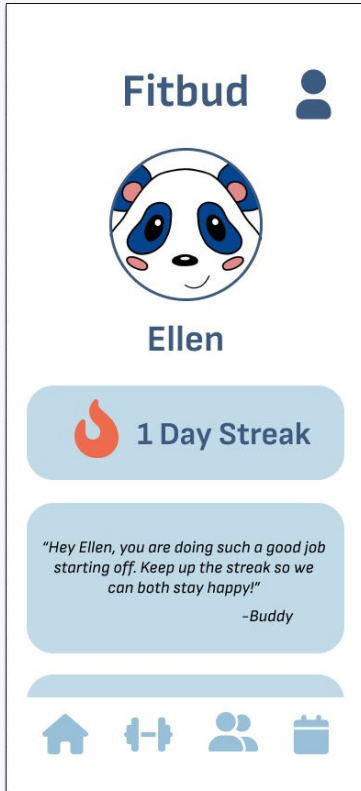 Fitbud
Ellen
1 Day Streak
“Hey Ellen, you are doing such a good job
starting off. Keep up the streak so we
can both stay happy!”
-Buddy